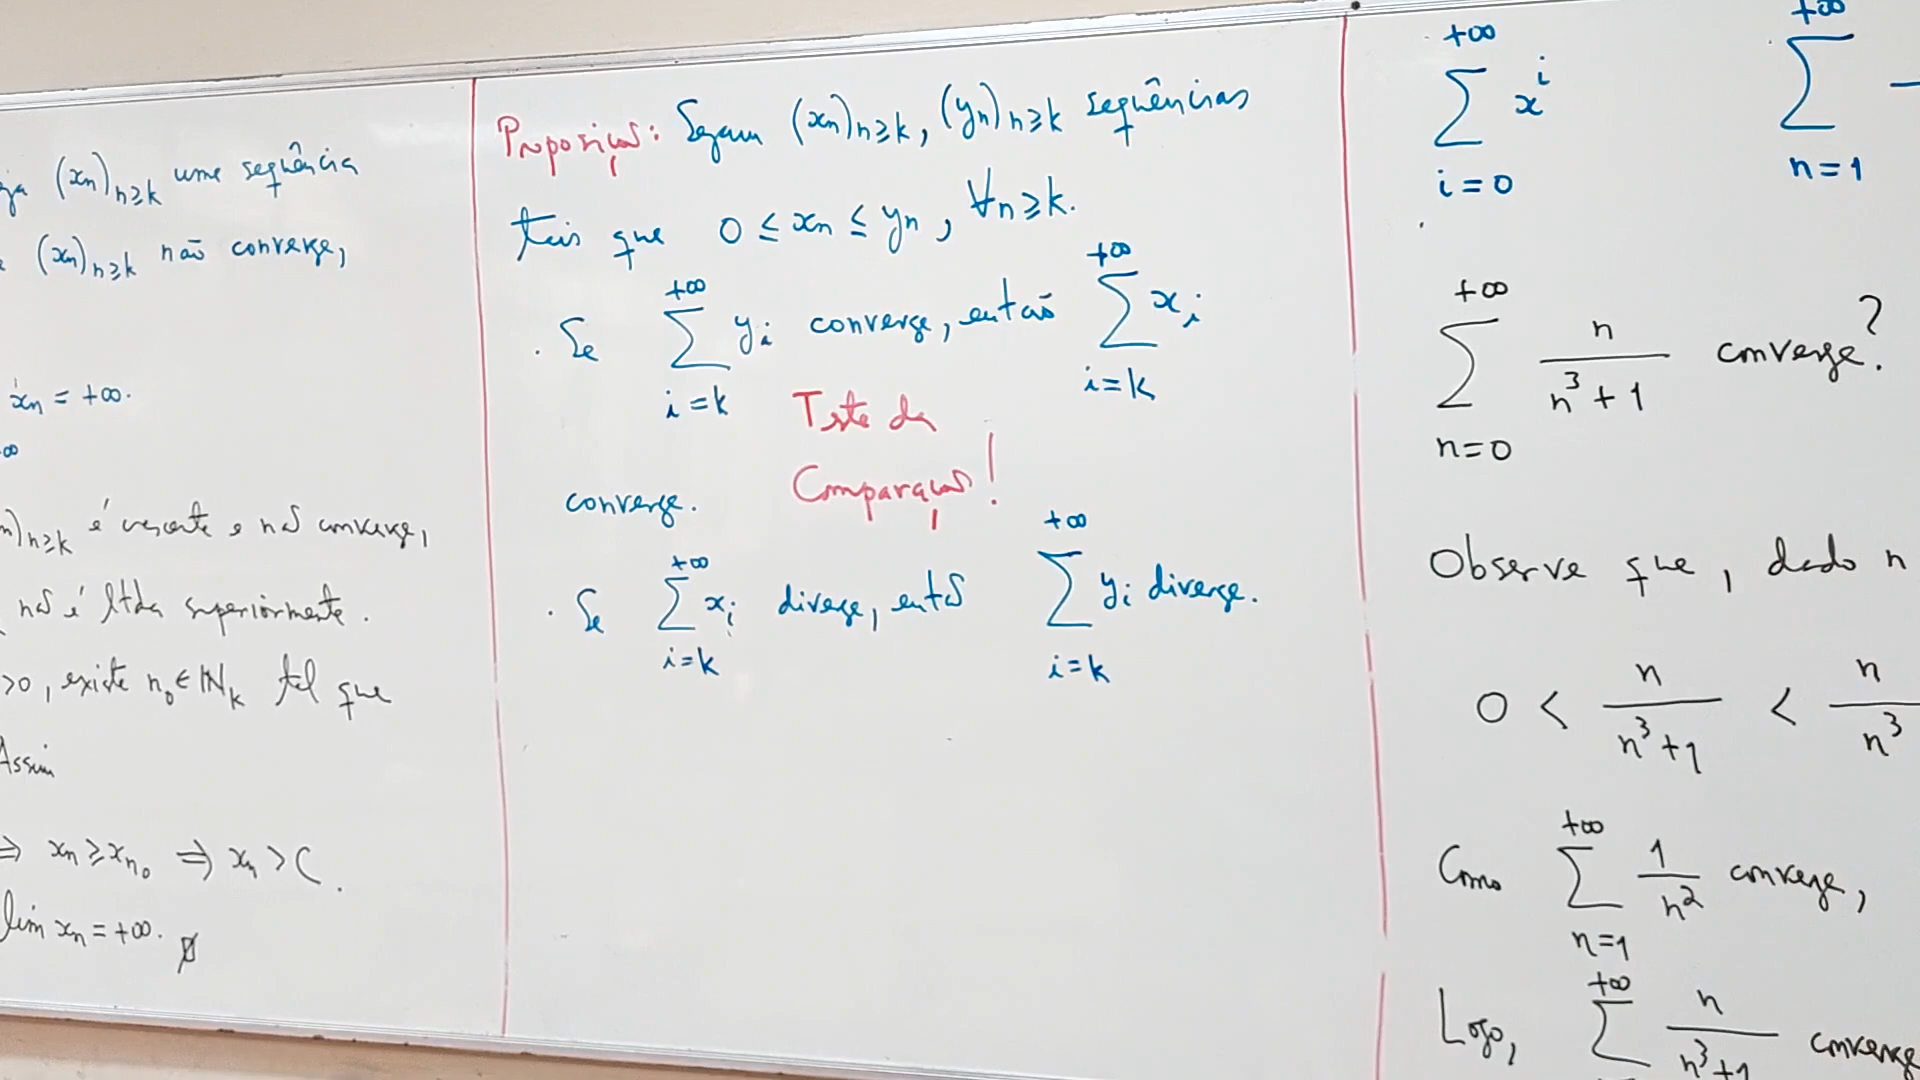 ja (xn)n≥k uma sequência
(xn)n≥k não converge,
xn = +∞.
∞
n)n≥k é crescente e não converge,
não é ltda superiormente.
>0, existe n₀ ∈ ℕk tal que
Assim
⇒ xn ≥ xn₀ ⇒ xn > C.
lim xn = +∞.
Proposição: Sejam (xn)n≥k, (yn)n≥k sequências
tais que 0 ≤ xn ≤ yn, ∀n≥k.
. Se +∞ ∑ i=k yi converge, então +∞ ∑ i=k xi
Teste da
Comparação!
converge.
. Se +∞ ∑ i=k xi diverge, então +∞ ∑ i=k yi diverge.
+∞ ∑ i=0 x^i +∞ ∑ n=1
+∞ ∑ n=0 n/(n³+1) converge?
Observe que, dado n
0 < n/(n³+1) < n/n³
Como +∞ ∑ n=1 1/n² converge,
Logo, +∞ ∑ n/(n³+1) converge